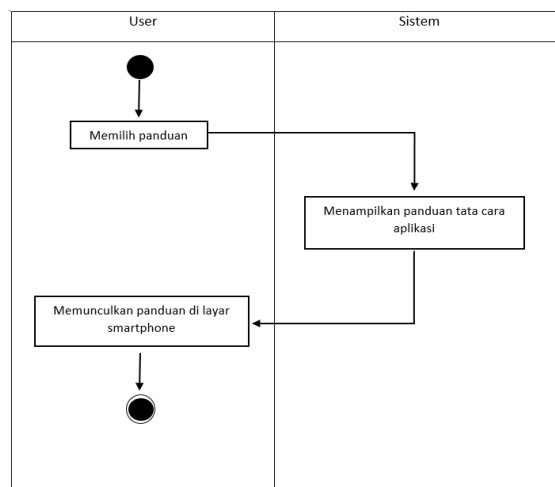 User
Sistem
Memilih panduan
Menampilkan panduan tata cara
aplikasi
Memunculkan panduan di layar
smartphone